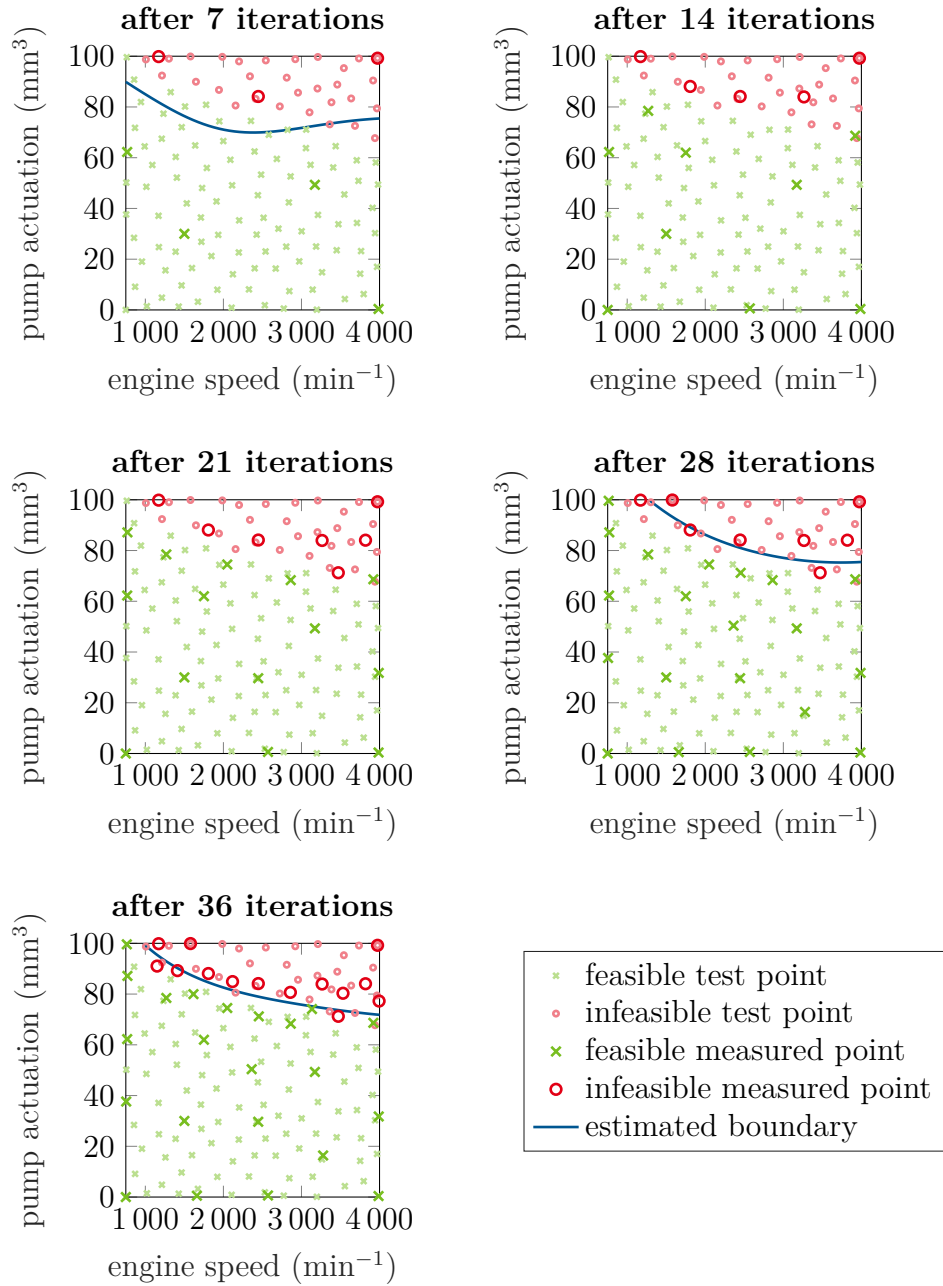 after 7 iterations
100
80
60
40
20
0
1 000
2 000
3 000
4 000
pump actuation (mm³)
engine speed (min⁻¹)
after 14 iterations
100
80
60
40
20
0
1 000
2 000
3 000
4 000
pump actuation (mm³)
engine speed (min⁻¹)
after 21 iterations
100
80
60
40
20
0
1 000
2 000
3 000
4 000
pump actuation (mm³)
engine speed (min⁻¹)
after 28 iterations
100
80
60
40
20
0
1 000
2 000
3 000
4 000
pump actuation (mm³)
engine speed (min⁻¹)
after 36 iterations
100
80
60
40
20
0
1 000
2 000
3 000
4 000
pump actuation (mm³)
engine speed (min⁻¹)
feasible test point
infeasible test point
feasible measured point
infeasible measured point
estimated boundary